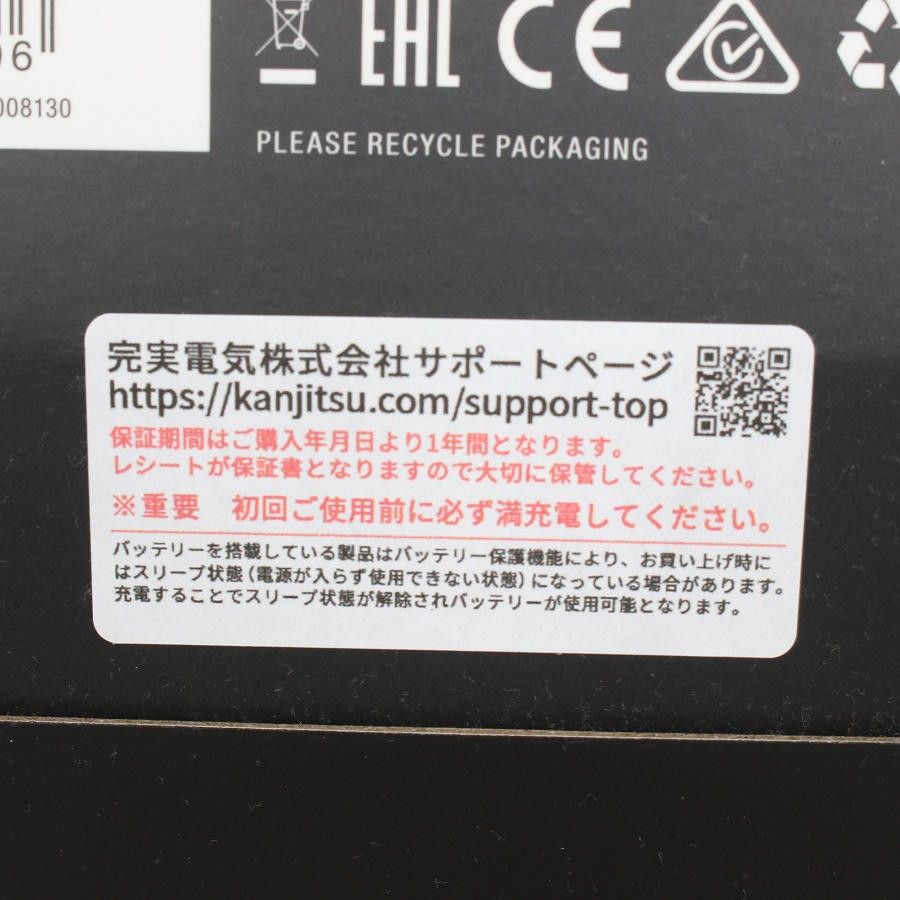 6
008130
EAC
CE
PLEASE RECYCLE PACKAGING
完実電気株式会社サポートページ
https://kanjitsu.com/support-top
保証期間はご購入年月日より1年間となります。
レシートが保証書となりますので大切に保管してください。
※重要 初回ご使用前に必ず満充電してください。
バッテリーを搭載している製品はバッテリー保護機能により、お買い上げ時に
はスリープ状態(電源が入らず使用できない状態)になっている場合があります。
充電することでスリープ状態が解除されバッテリーが使用可能となります。